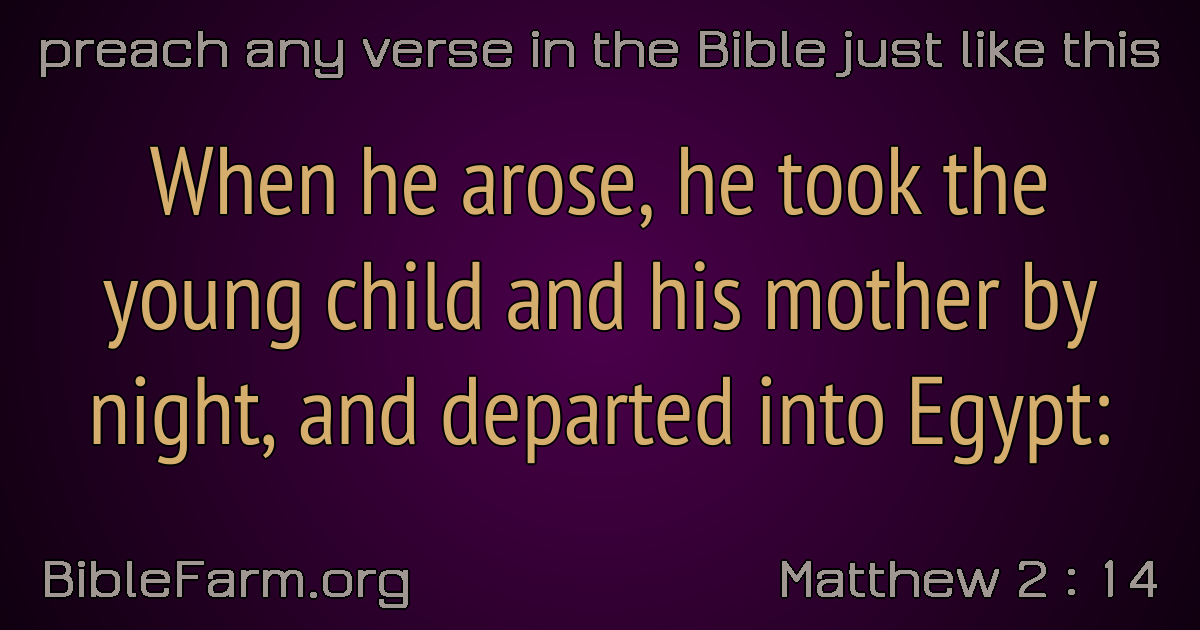 preach any verse in the Bible just like this
When he arose, he took the
young child and his mother by
night, and departed into Egypt:
BibleFarm.org
Matthew 2 : 14